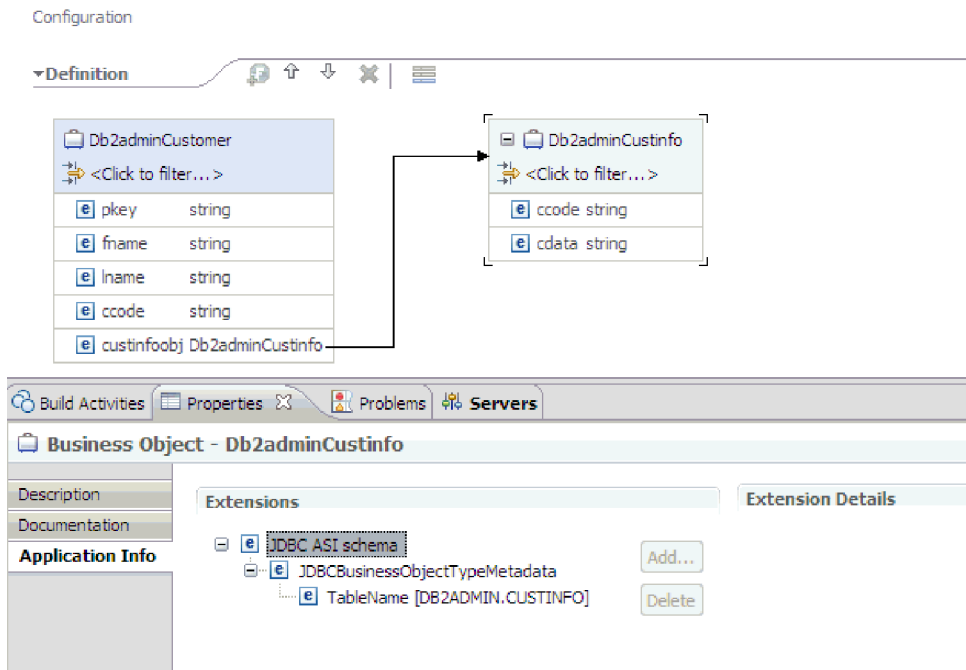 Configuration
Definition
Db2adminCustomer
<Click to filter...>
e pkey string
e fname string
e lname string
e ccode string
e custinfoobj Db2adminCustinfo
Db2adminCustinfo
<Click to filter...>
e ccode string
e cdata string
Build Activities Properties Problems Servers
Business Object - Db2adminCustinfo
Description
Documentation
Application Info
Extensions
e JDBC ASI schema
e JDBCBusinessObjectTypeMetadata
e TableName [DB2ADMIN.CUSTINFO]
Add...
Delete
Extension Details